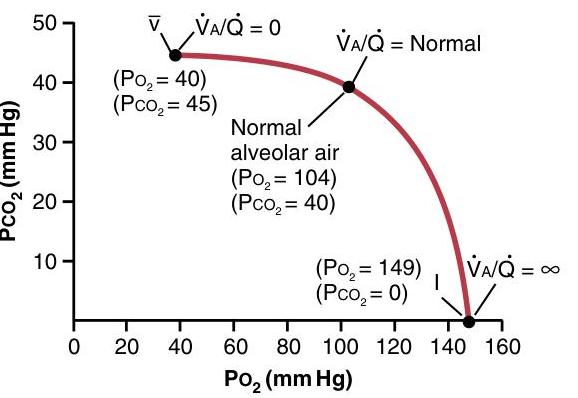 50
40
30
20
10
PCO₂ (mm Hg)
v̄
V̇A/Q̇ = 0
(PO₂ = 40)
(PCO₂ = 45)
V̇A/Q̇ = Normal
Normal
alveolar air
(PO₂ = 104)
(PCO₂ = 40)
(PO₂ = 149)
(PCO₂ = 0)
I
V̇A/Q̇ = ∞
0 20 40 60 80 100 120 140 160
PO₂ (mm Hg)